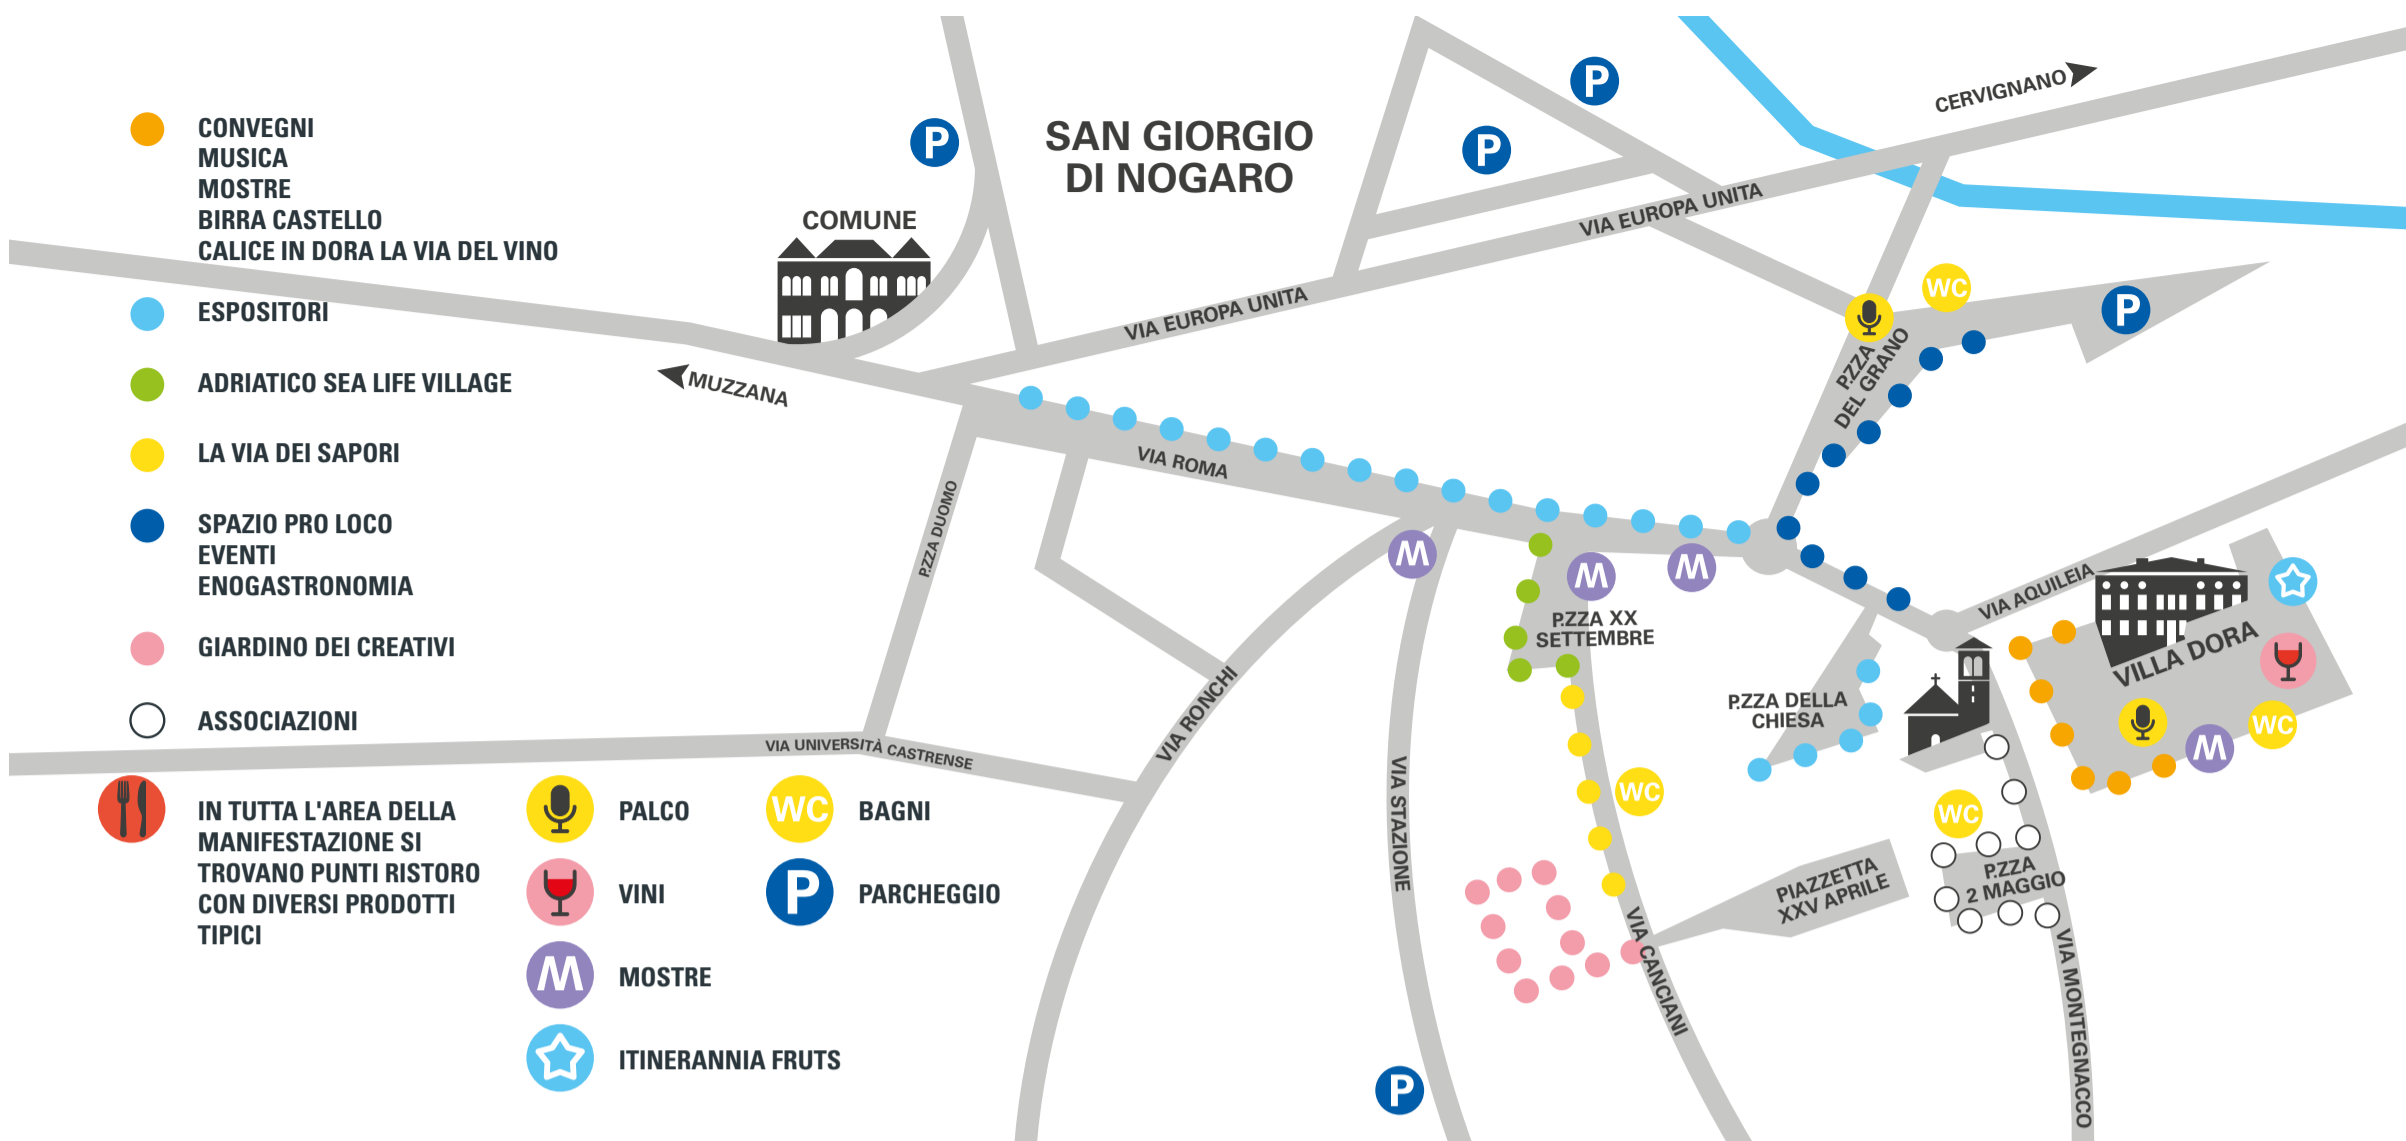 CONVEGNI
MUSICA
MOSTRE
BIRRA CASTELLO
CALICE IN DORA LA VIA DEL VINO
ESPOSITORI
ADRIATICO SEA LIFE VILLAGE
LA VIA DEI SAPORI
SPAZIO PRO LOCO
EVENTI
ENOGASTRONOMIA
GIARDINO DEI CREATIVI
ASSOCIAZIONI
IN TUTTA L'AREA DELLA
MANIFESTAZIONE SI
TROVANO PUNTI RISTORO
CON DIVERSI PRODOTTI
TIPICI
PALCO
VINI
M
MOSTRE
ITINERANNIA FRUTS
WC
BAGNI
P
PARCHEGGIO
SAN GIORGIO
DI NOGARO
P
COMUNE
MUZZANA
P
P
CERVIGNANO
VIA EUROPA UNITA
VIA EUROPA UNITA
WC
P
P.ZZA
DEL GRANO
VIA ROMA
P.ZZA DUOMO
M
M
M
P.ZZA XX
SETTEMBRE
VIA AQUILEIA
VILLA DORA
M
WC
P.ZZA DELLA
CHIESA
VIA UNIVERSITÀ CASTRENSE
VIA RONCHI
VIA STAZIONE
WC
WC
P.ZZA
2 MAGGIO
PIAZZETTA
XXV APRILE
VIA CANCIANI
VIA MONTEGNACCO
P